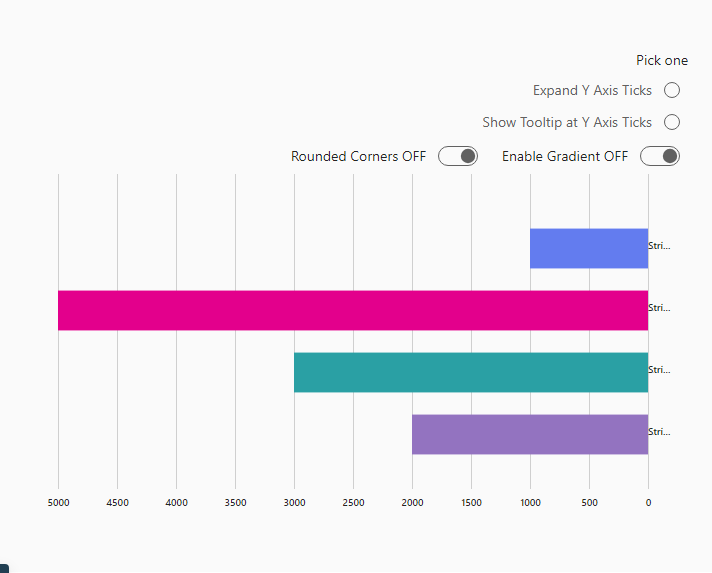 Pick one
Expand Y Axis Ticks
Show Tooltip at Y Axis Ticks
Rounded Corners OFF Enable Gradient OFF
Stri...
Stri...
Stri...
Stri...
5000 4500 4000 3500 3000 2500 2000 1500 1000 500 0